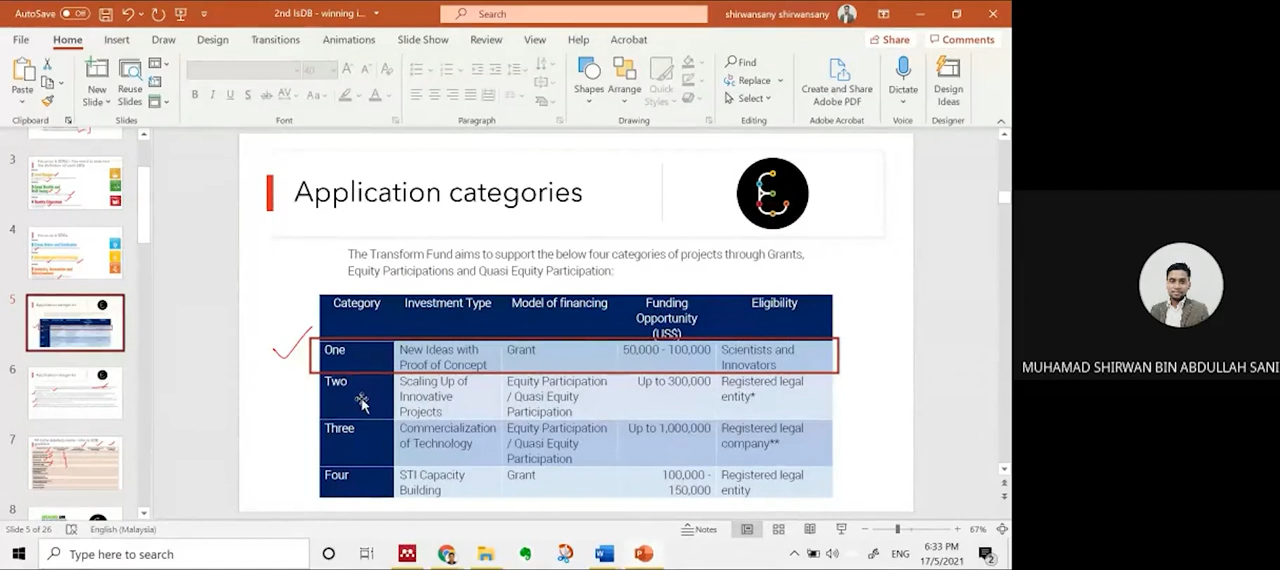 AutoSave
Off
2nd IsDB - winning i...
Search
shirwansany shirwansany
File
Home
Insert
Draw
Design
Transitions
Animations
Slide Show
Review
View
Help
Acrobat
Share
Comments
Paste
New
Slide
Reuse
Slides
Shapes
Arrange
Quick
Styles
Find
Replace
Select
Create and Share
Adobe PDF
Dictate
Design
Ideas
Clipboard
Slides
Font
Paragraph
Drawing
Editing
Adobe Acrobat
Voice
Designer
3
4
5
6
7
8
Application categories
The Transform Fund aims to support the below four categories of projects through Grants,
Equity Participations and Quasi Equity Participation:
Category Investment Type Model of financing Funding Opportunity (US$) Eligibility
One New Ideas with Proof of Concept Grant 50,000 - 100,000 Scientists and Innovators
Two Scaling Up of Innovative Projects Equity Participation / Quasi Equity Participation Up to 300,000 Registered legal entity*
Three Commercialization of Technology Equity Participation / Quasi Equity Participation Up to 1,000,000 Registered legal company**
Four STI Capacity Building Grant 100,000 - 150,000 Registered legal entity
MUHAMAD SHIRWAN BIN ABDULLAH SANI
Slide 5 of 26
English (Malaysia)
Notes
67%
Type here to search
ENG
6:33 PM
17/5/2021
2